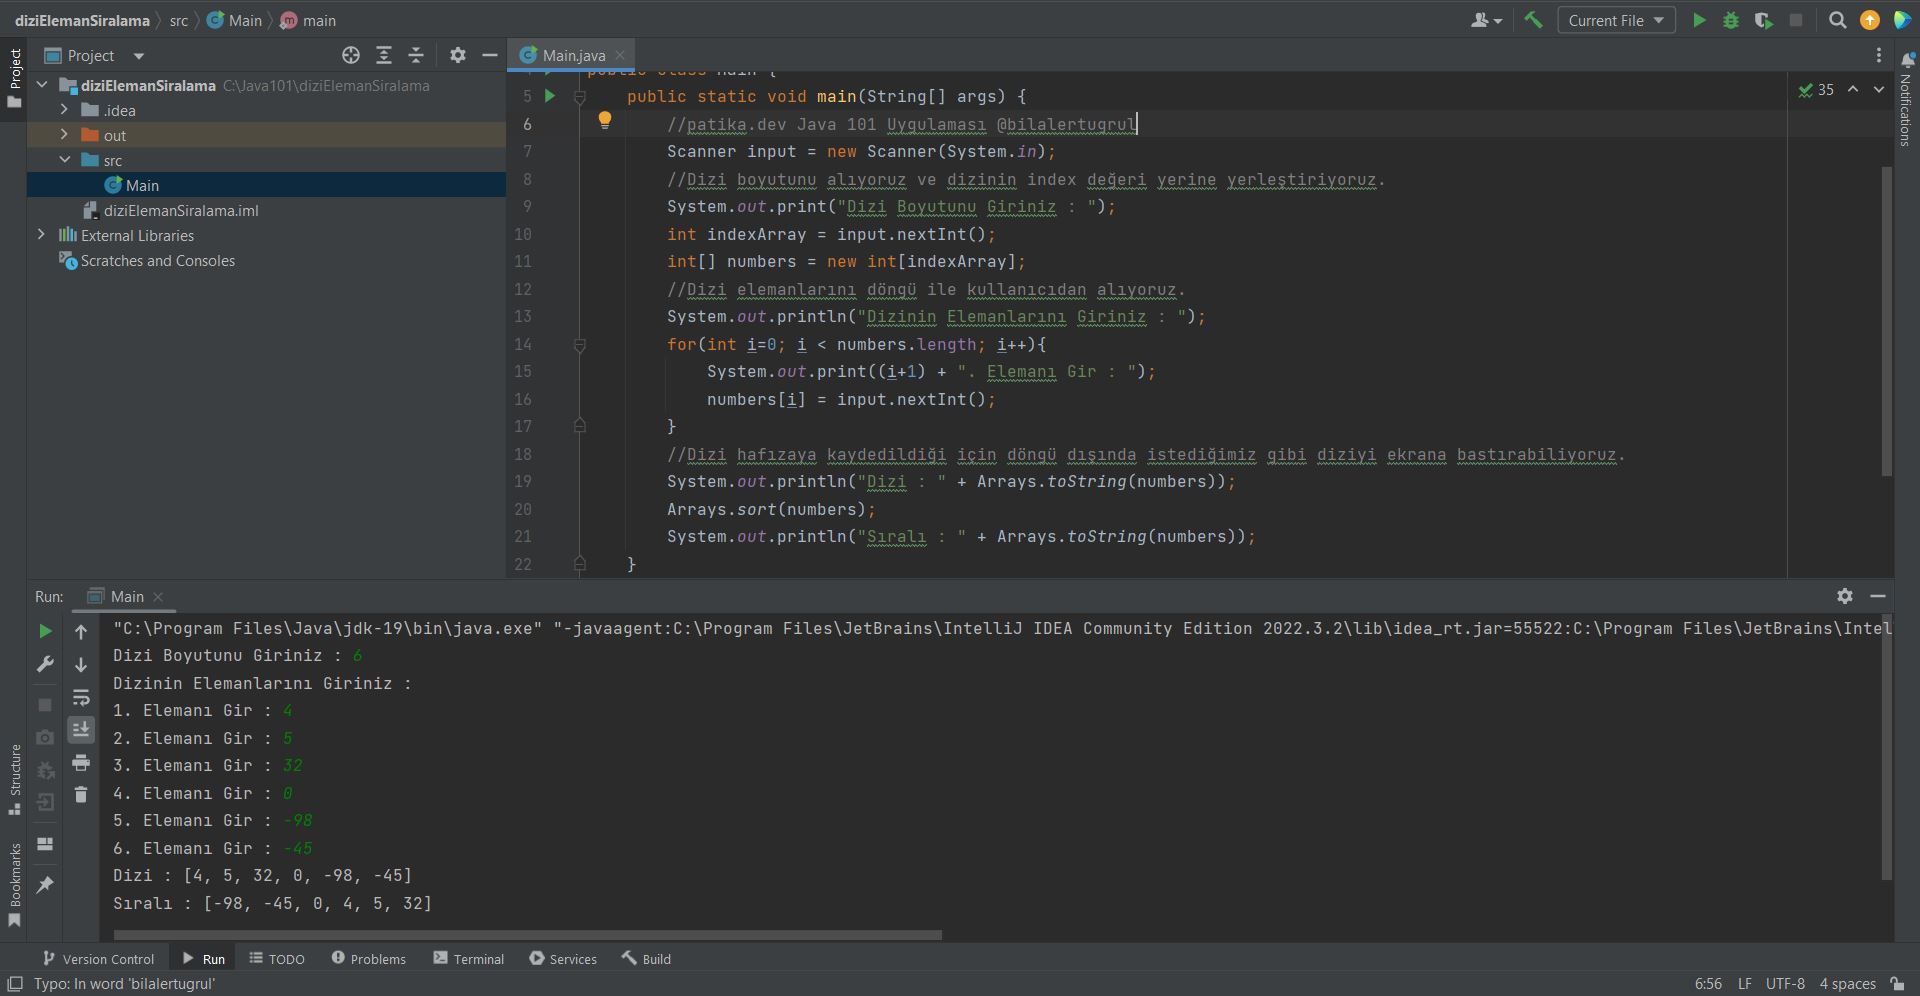 diziElemanSiralama src Main main
Current File
Project
Main.java
diziElemanSiralama C:\Java101\diziElemanSiralama
.idea
out
src
Main
diziElemanSiralama.iml
External Libraries
Scratches and Consoles
Project
Structure
Bookmarks
Notifications
35
5 public static void main(String[] args) {
6 //patika.dev Java 101 Uygulaması @bilalertugrul
7 Scanner input = new Scanner(System.in);
8 //Dizi boyutunu alıyoruz ve dizinin index değeri yerine yerleştiriyoruz.
9 System.out.print("Dizi Boyutunu Giriniz : ");
10 int indexArray = input.nextInt();
11 int[] numbers = new int[indexArray];
12 //Dizi elemanlarını döngü ile kullanıcıdan alıyoruz.
13 System.out.println("Dizinin Elemanlarını Giriniz : ");
14 for(int i=0; i < numbers.length; i++){
15 System.out.print((i+1) + ". Elemanı Gir : ");
16 numbers[i] = input.nextInt();
17 }
18 //Dizi hafızaya kaydedildiği için döngü dışında istediğimiz gibi diziyi ekrana bastırabiliyoruz.
19 System.out.println("Dizi : " + Arrays.toString(numbers));
20 Arrays.sort(numbers);
21 System.out.println("Sıralı : " + Arrays.toString(numbers));
22 }
Run: Main
"C:\Program Files\Java\jdk-19\bin\java.exe" "-javaagent:C:\Program Files\JetBrains\IntelliJ IDEA Community Edition 2022.3.2\lib\idea_rt.jar=55522:C:\Program Files\JetBrains\Intel
Dizi Boyutunu Giriniz : 6
Dizinin Elemanlarını Giriniz :
1. Elemanı Gir : 4
2. Elemanı Gir : 5
3. Elemanı Gir : 32
4. Elemanı Gir : 0
5. Elemanı Gir : -98
6. Elemanı Gir : -45
Dizi : [4, 5, 32, 0, -98, -45]
Sıralı : [-98, -45, 0, 4, 5, 32]
Version Control Run TODO Problems Terminal Services Build
Typo: In word 'bilalertugrul'
6:56 LF UTF-8 4 spaces